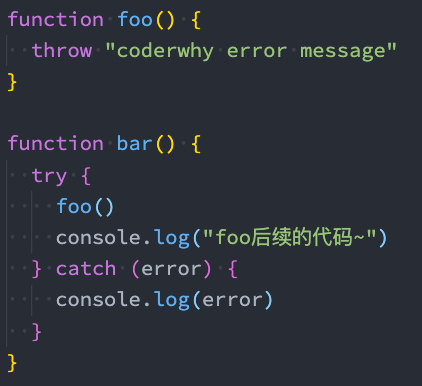 function foo() {
  throw "coderwhy error message"
}

function bar() {
  try {
    foo()
    console.log("foo后续的代码~")
  } catch (error) {
    console.log(error)
  }
}